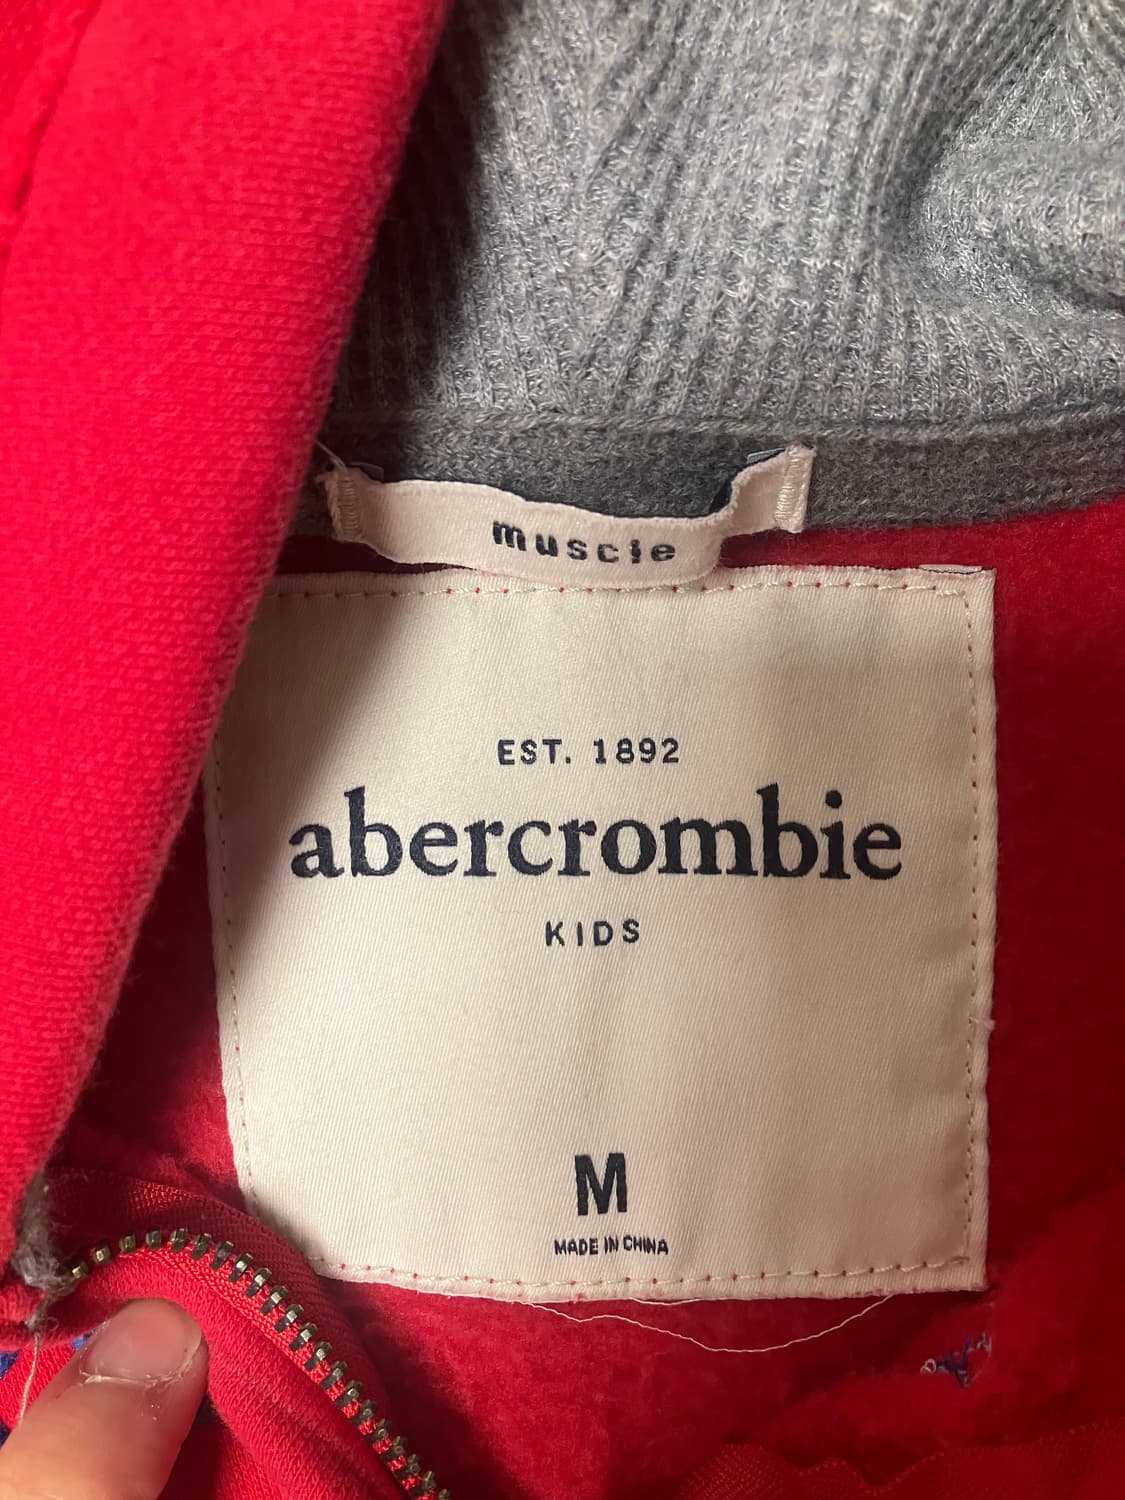 muscle
EST. 1892
abercrombie
KIDS
M
MADE IN CHINA